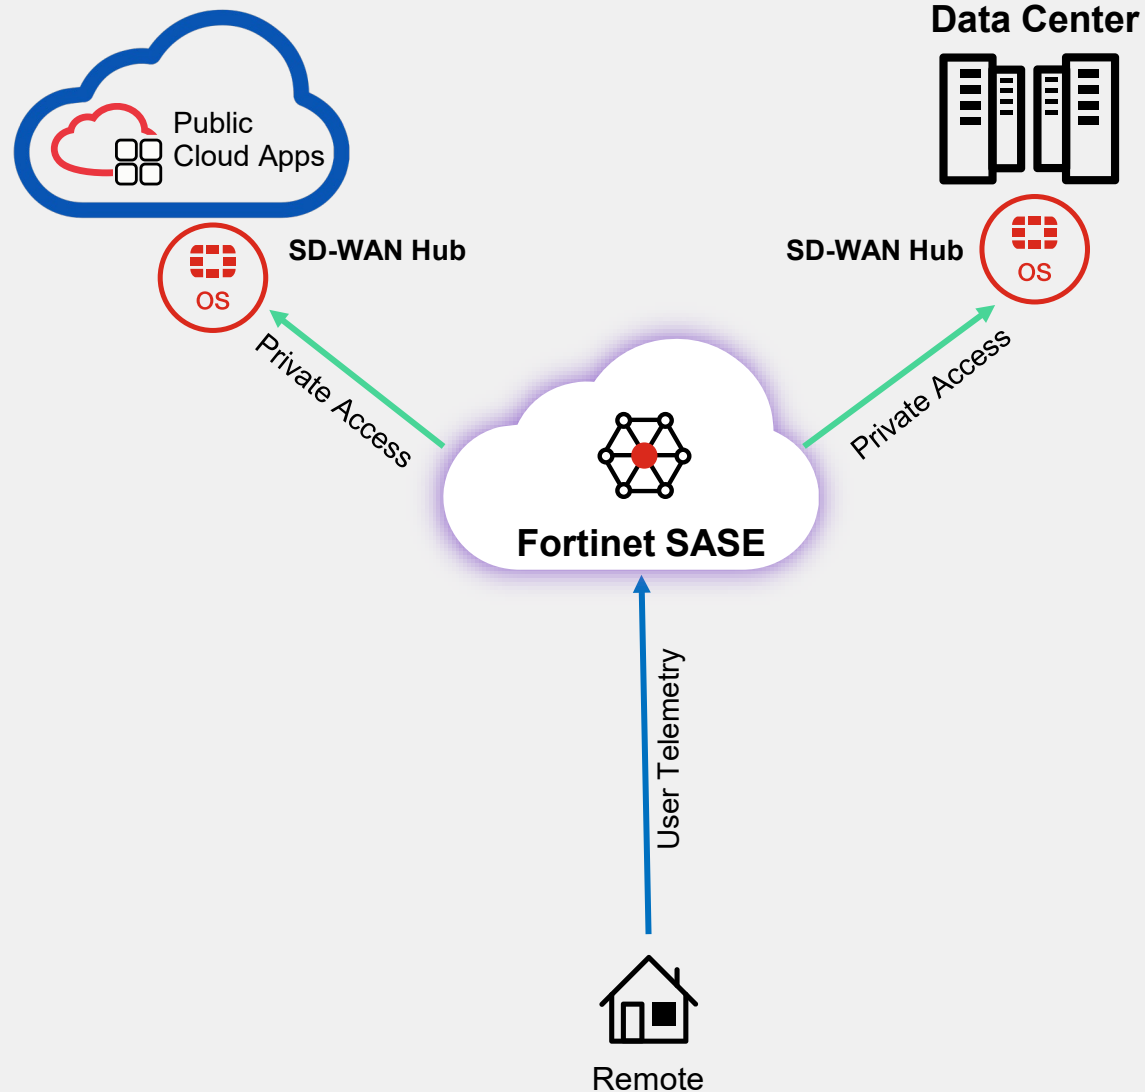 Data Center
Public
Cloud Apps
SD-WAN Hub
SD-WAN Hub
OS
OS
Private Access
Private Access
Fortinet SASE
User Telemetry
Remote